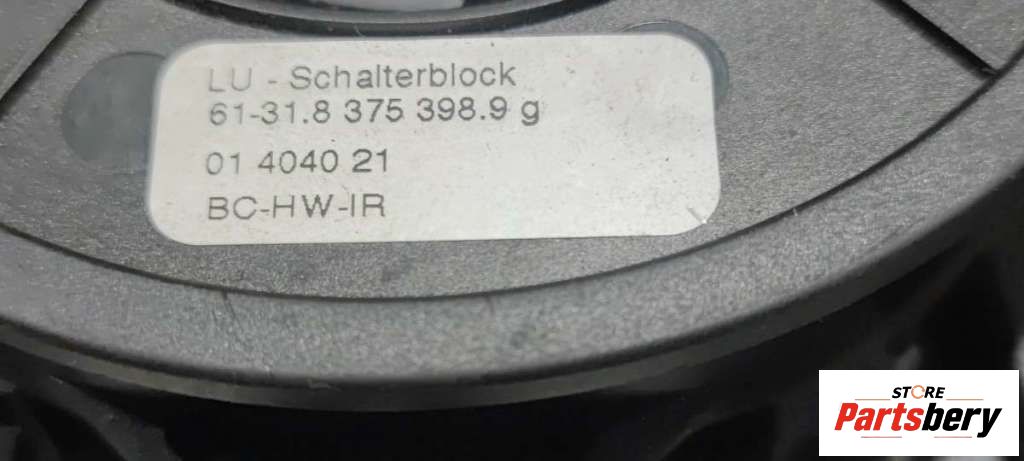 LU - Schalterblock
61-31.8 375 398.9 g
01 4040 21
BC-HW-IR
STORE
Partsbery